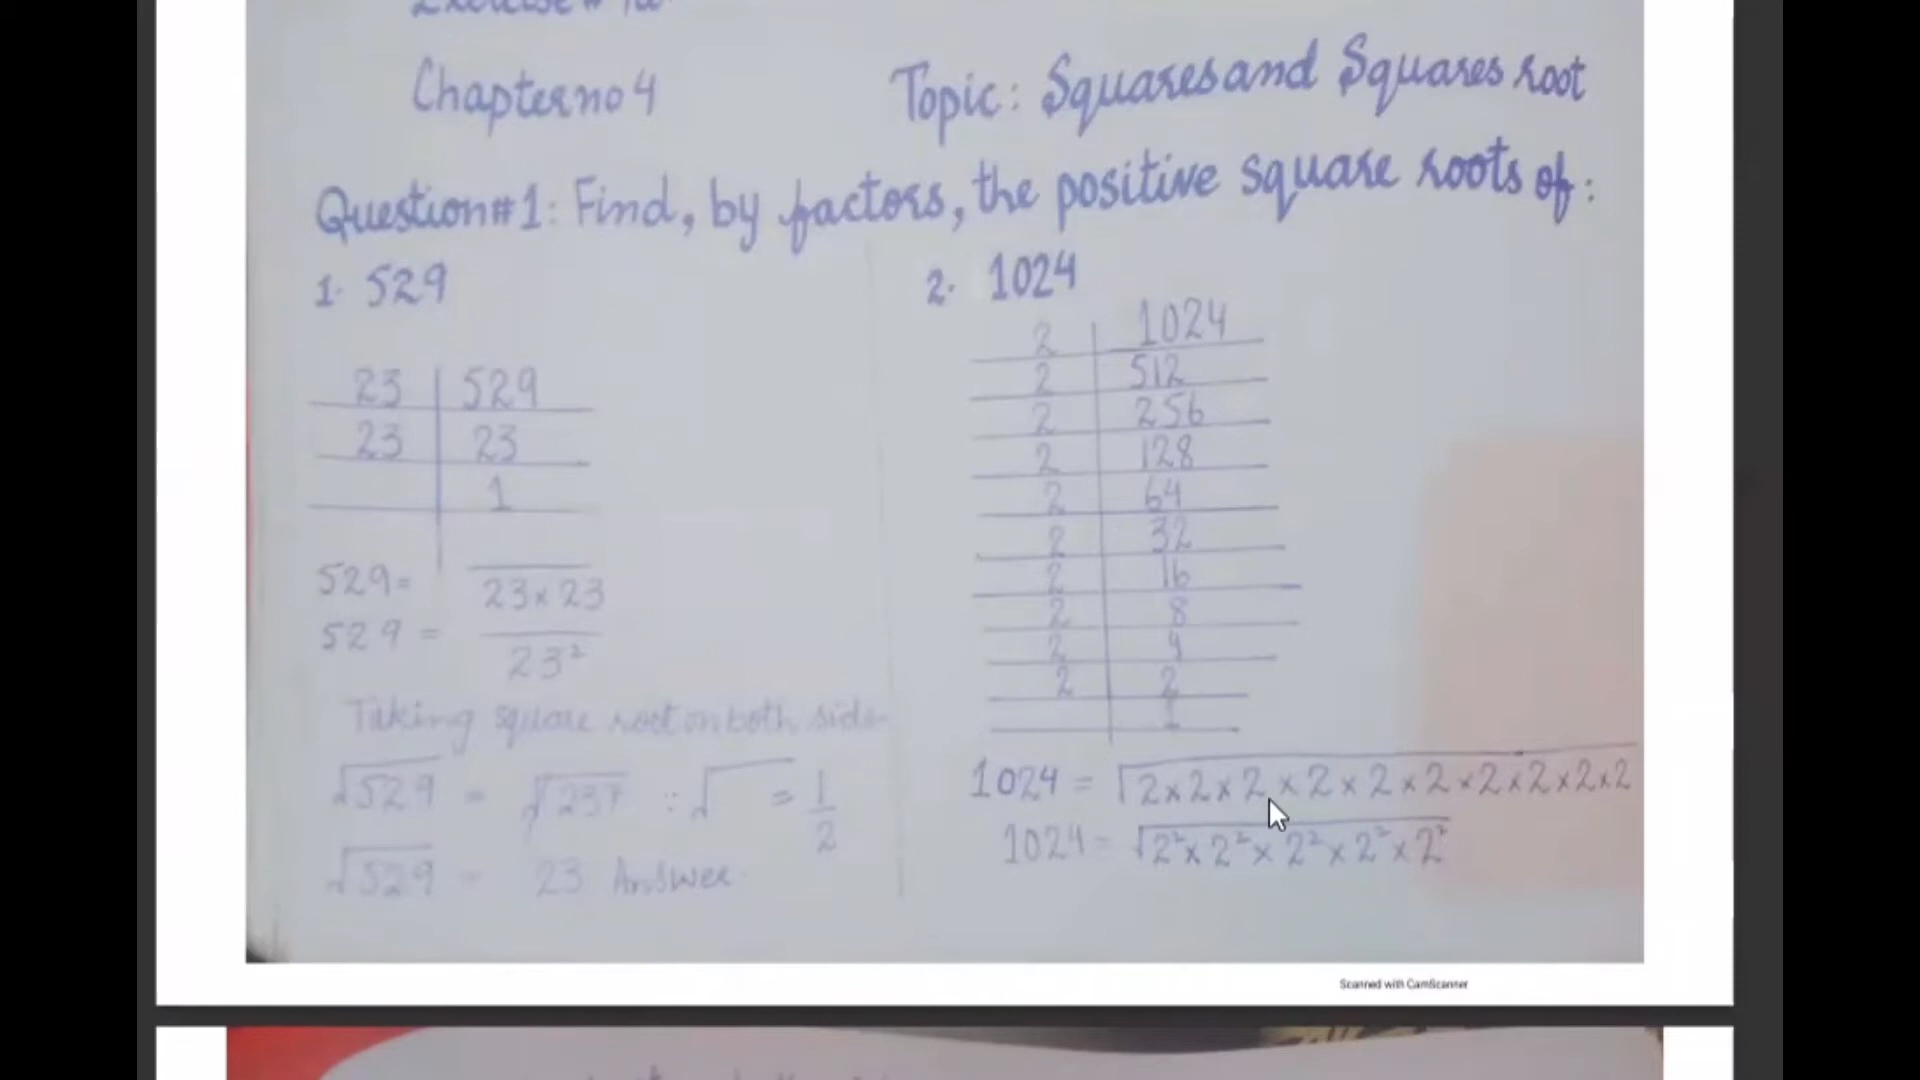 Chapter no 4
Topic: Squares and Squares root
Question#1: Find, by factors, the positive square roots of:
1. 529
23 | 529
23 | 23
1
529=
23×23
529 =
23²
Taking square root on both side
√529 = √23² ∵ √ = 1/2
√529 = 23 Answer
2. 1024
2 | 1024
2 | 512
2 | 256
2 | 128
2 | 64
2 | 32
2 | 16
2 | 8
2 | 4
2 | 2
1
1024 = √2×2×2×2×2×2×2×2×2×2
1024 = √2²×2²×2²×2²×2²
Scanned with CamScanner